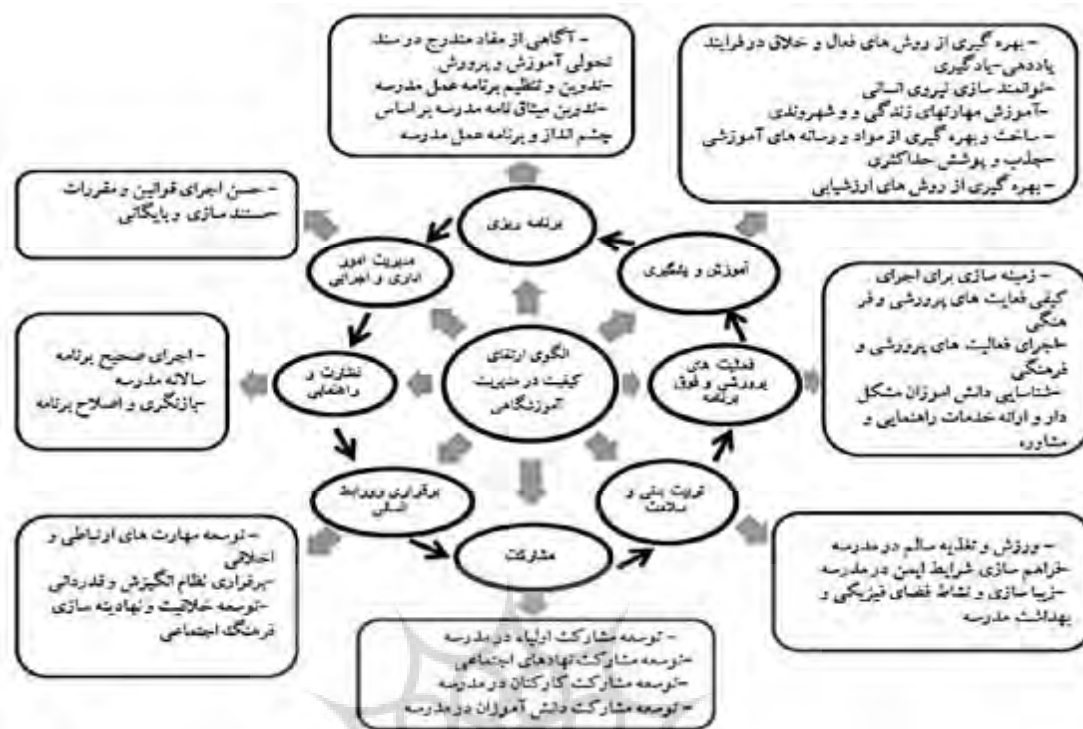 - آگاهی از مفاد مندرج در سند
تحولی آموزش و پرورش
-تدوین و تنظیم برنامه عمل مدرسه
-تدوین میثاق نامه مدرسه بر اساس
چشم انداز و برنامه عمل مدرسه
- بهره گیری از روش های فعال و خلاق در فرایند
یاددهی-یادگیری
-توانمند سازی نیروی انسانی
-آموزش مهارتهای زندگی و و شهروندی
-ساخت و بهره گیری از مواد و رسانه های آموزشی
-جذب و پوشش حداکثری
- بهره گیری از روش های ارزشیابی
- حسن اجرای قوانین و مقررات
-مستند سازی و بایگانی
برنامه ریزی
مدیریت امور
اداری و اجرایی
آموزش و یادگیری
- زمینه سازی برای اجرای
کیفی فعایت های پرورشی و فر
هنگی
-اجرای فعالیت های پرورشی و
فرهنگی
-شناسایی دانش اموزان مشکل
دار و ارائه خدمات راهنمایی و
مشاوره
- اجرای صحیح برنامه
سالانه مدرسه
-بازنگری و اصلاح برنامه
نظارت و
راهنمایی
الگوی ارتقای
کیفیت در مدیریت
آموزشگاهی
فعالیت های
پرورشی و فوق
برنامه
برقراری وروابط
انسانی
تربیت بدنی و
سلامت
مشارکت
- توسعه مهارت های ارتباطی و
اخلاقی
-برقراری نظام انگیزش و قدردانی
-توسعه خلاقیت و نهادینه سازی
فرهنگ اجتماعی
- ورزش و تغذیه سالم در مدرسه
-فراهم سازی شرایط ایمن در مدرسه
-زیبا سازی و نشاط فضای فیزیکی و
بهداشت مدرسه
- توسعه مشارکت اولیاء در مدرسه
-توسعه مشارکت نهادهای اجتماعی
-توسعه مشارکت کارکنان در مدرسه
- توسعه مشارکت دانش آموزان در مدرسه